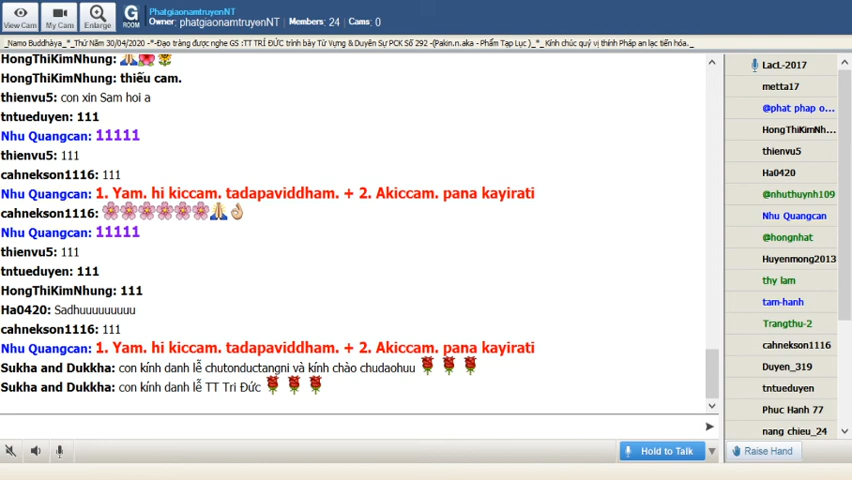 View Cam
My Cam
Enlarge
G
ROOM
PhatgiaonamtruyenNT
Owner: phatgiaonamtruyenNT Members: 24 Cams: 0
_Namo Buddhàya_*_Thứ Năm 30/04/2020 -*-Đạo tràng được nghe GS :TT TRÍ ĐỨC trình bày Từ Vựng & Duyên Sự PCK Số 292 -(Pakin.n.aka - Phẩm Tạp Lục )_*_ Kính chúc quý vị thính Pháp an lạc tiến hóa._
HongThiKimNhung: 🙏🌺🌻
HongThiKimNhung: thiếu cam.
thienvu5: con xin Sam hoi a
tntueduyen: 111
Nhu Quangcan: 11111
thienvu5: 111
cahnekson1116: 111
Nhu Quangcan: 1. Yam. hi kiccam. tadapaviddham. + 2. Akiccam. pana kayirati
cahnekson1116: 🌸🌸🌸🌸🌸🌸🙏👌
Nhu Quangcan: 11111
thienvu5: 111
tntueduyen: 111
HongThiKimNhung: 111
Ha0420: Sadhuuuuuuuuu
cahnekson1116: 111
Nhu Quangcan: 1. Yam. hi kiccam. tadapaviddham. + 2. Akiccam. pana kayirati
Sukha and Dukkha: con kính danh lễ chutonductangni và kính chào chudaohuu 🌹🌹🌹
Sukha and Dukkha: con kính danh lễ TT Tri Đức 🌹🌹🌹
Hold to Talk
LacL-2017
metta17
@phat phap o...
HongThiKimNh...
thienvu5
Ha0420
@nhuthuynh109
Nhu Quangcan
@hongnhat
Huyenmong2013
thy lam
tam-hanh
Trangthu-2
cahnekson1116
Duyen_319
tntueduyen
Phuc Hanh 77
nang chieu_24
Raise Hand